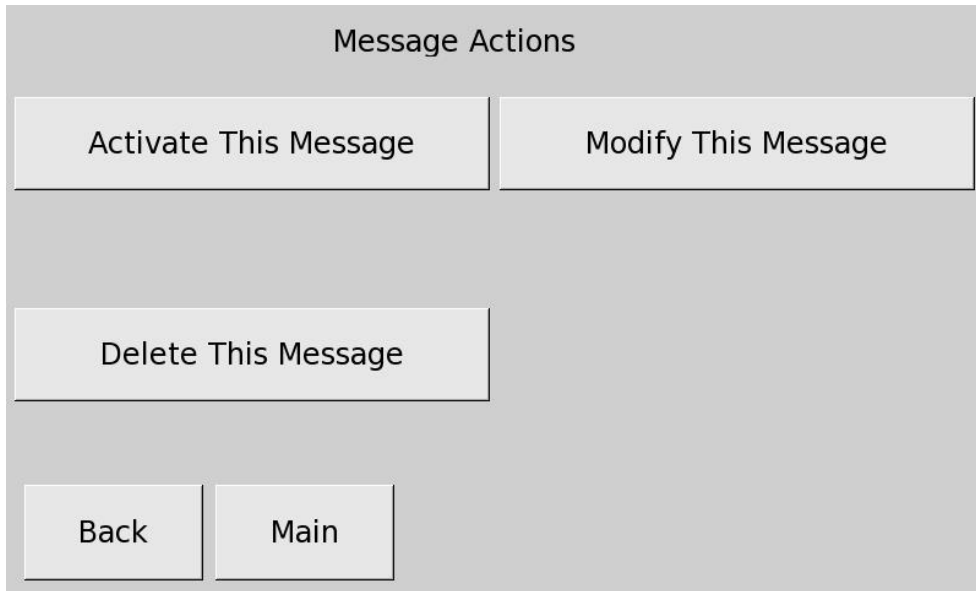 Message Actions
Activate This Message
Modify This Message
Delete This Message
Back
Main